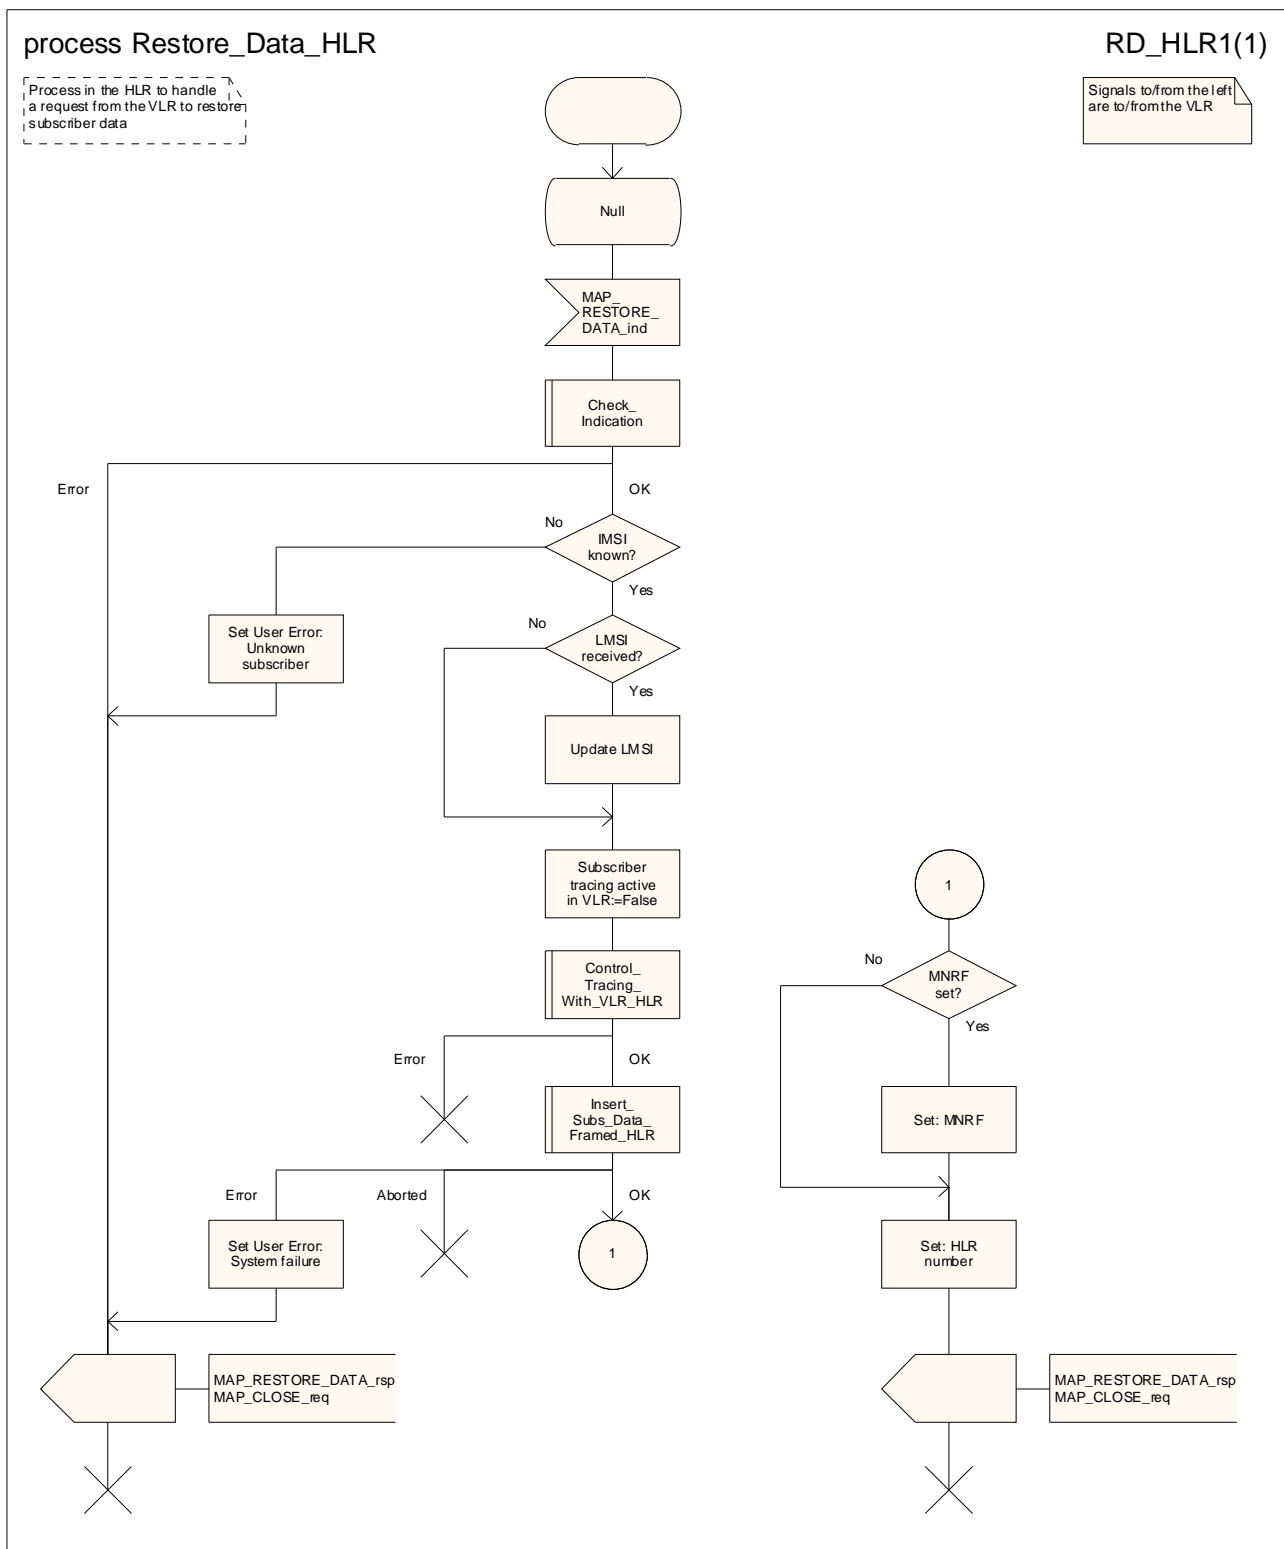 process Restore_Data_HLR
RD_HLR1(1)
Process in the HLR to handle
a request from the VLR to restore
subscriber data
Signals to/from the left
are to/from the VLR
Null
MAP_
RESTORE_
DATA_ind
Check_
Indication
Error
OK
No
IMSI
known?
Yes
Set User Error:
Unknown
subscriber
No
LMSI
received?
Yes
Update LMSI
Subscriber
tracing active
in VLR:=False
1
Control_
Tracing_
With_VLR_HLR
No
MNRF
set?
Yes
Error
OK
Insert_
Subs_Data_
Framed_HLR
Set: MNRF
Error
Aborted
OK
Set User Error:
System failure
1
Set: HLR
number
MAP_RESTORE_DATA_rsp
MAP_CLOSE_req
MAP_RESTORE_DATA_rsp
MAP_CLOSE_req